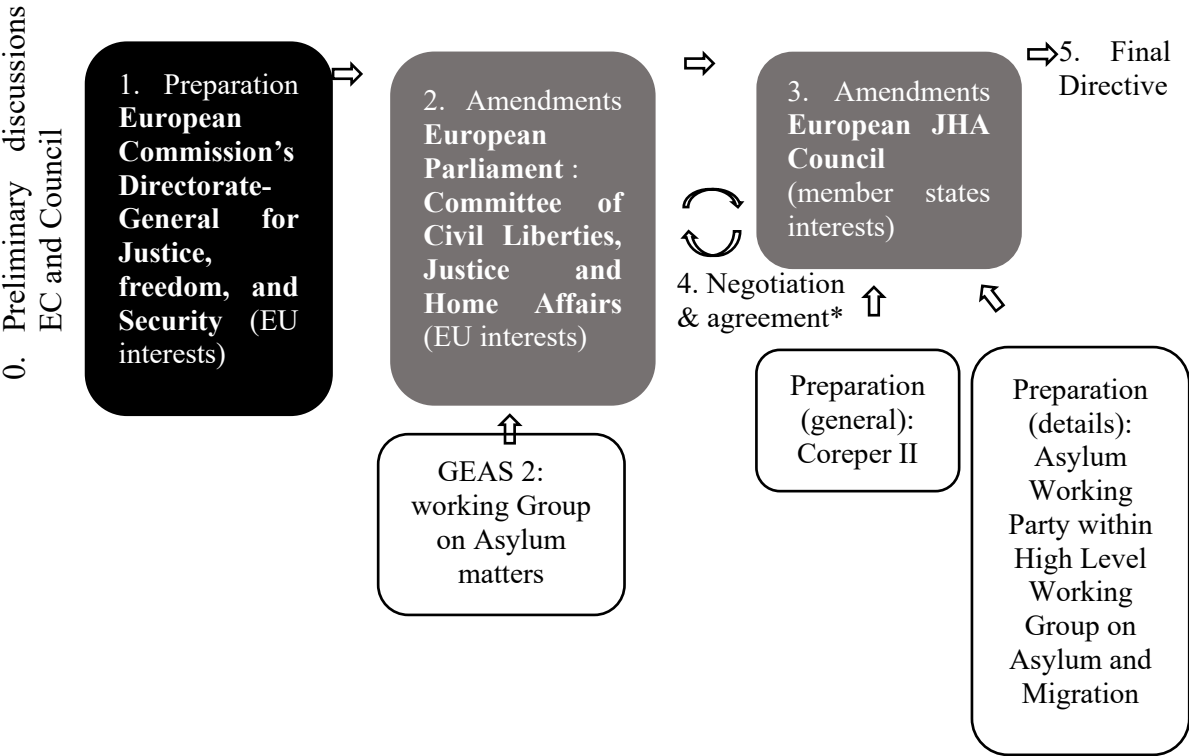 0. Preliminary discussions
EC and Council
1. Preparation
European
Commission’s
Directorate-
General for
Justice,
freedom, and
Security (EU
interests)
2. Amendments
European
Parliament :
Committee of
Civil Liberties,
Justice and
Home Affairs
(EU interests)
3. Amendments
European JHA
Council
(member states
interests)
5. Final
Directive
4. Negotiation
& agreement*
GEAS 2:
working Group
on Asylum
matters
Preparation
(general):
Coreper II
Preparation
(details):
Asylum
Working
Party within
High Level
Working
Group on
Asylum and
Migration